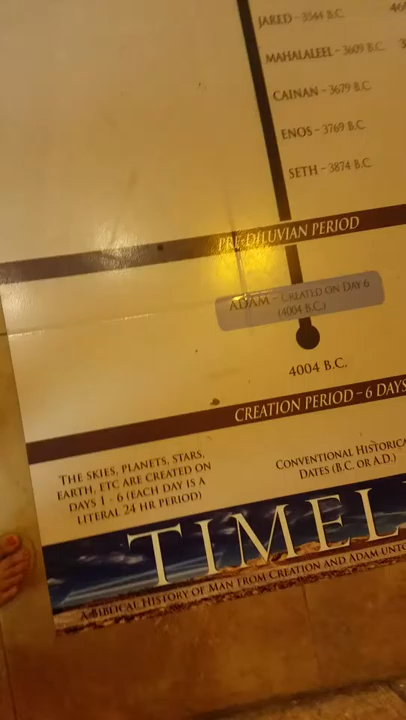 JARED - 3544 B.C.
MAHALALEEL - 3609 B.C.
CAINAN - 3679 B.C.
ENOS - 3769 B.C.
SETH - 3874 B.C.
PRE-DILUVIAN PERIOD
ADAM - CREATED ON DAY 6
(4004 B.C.)
4004 B.C.
CREATION PERIOD - 6 DAYS
THE SKIES, PLANETS, STARS,
EARTH, ETC ARE CREATED ON
DAYS 1 - 6 (EACH DAY IS A
LITERAL 24 HR PERIOD)
CONVENTIONAL HISTORICA
DATES (B.C. OR A.D.)
TIMEL
A BIBLICAL HISTORY OF MAN FROM CREATION AND ADAM UNTO